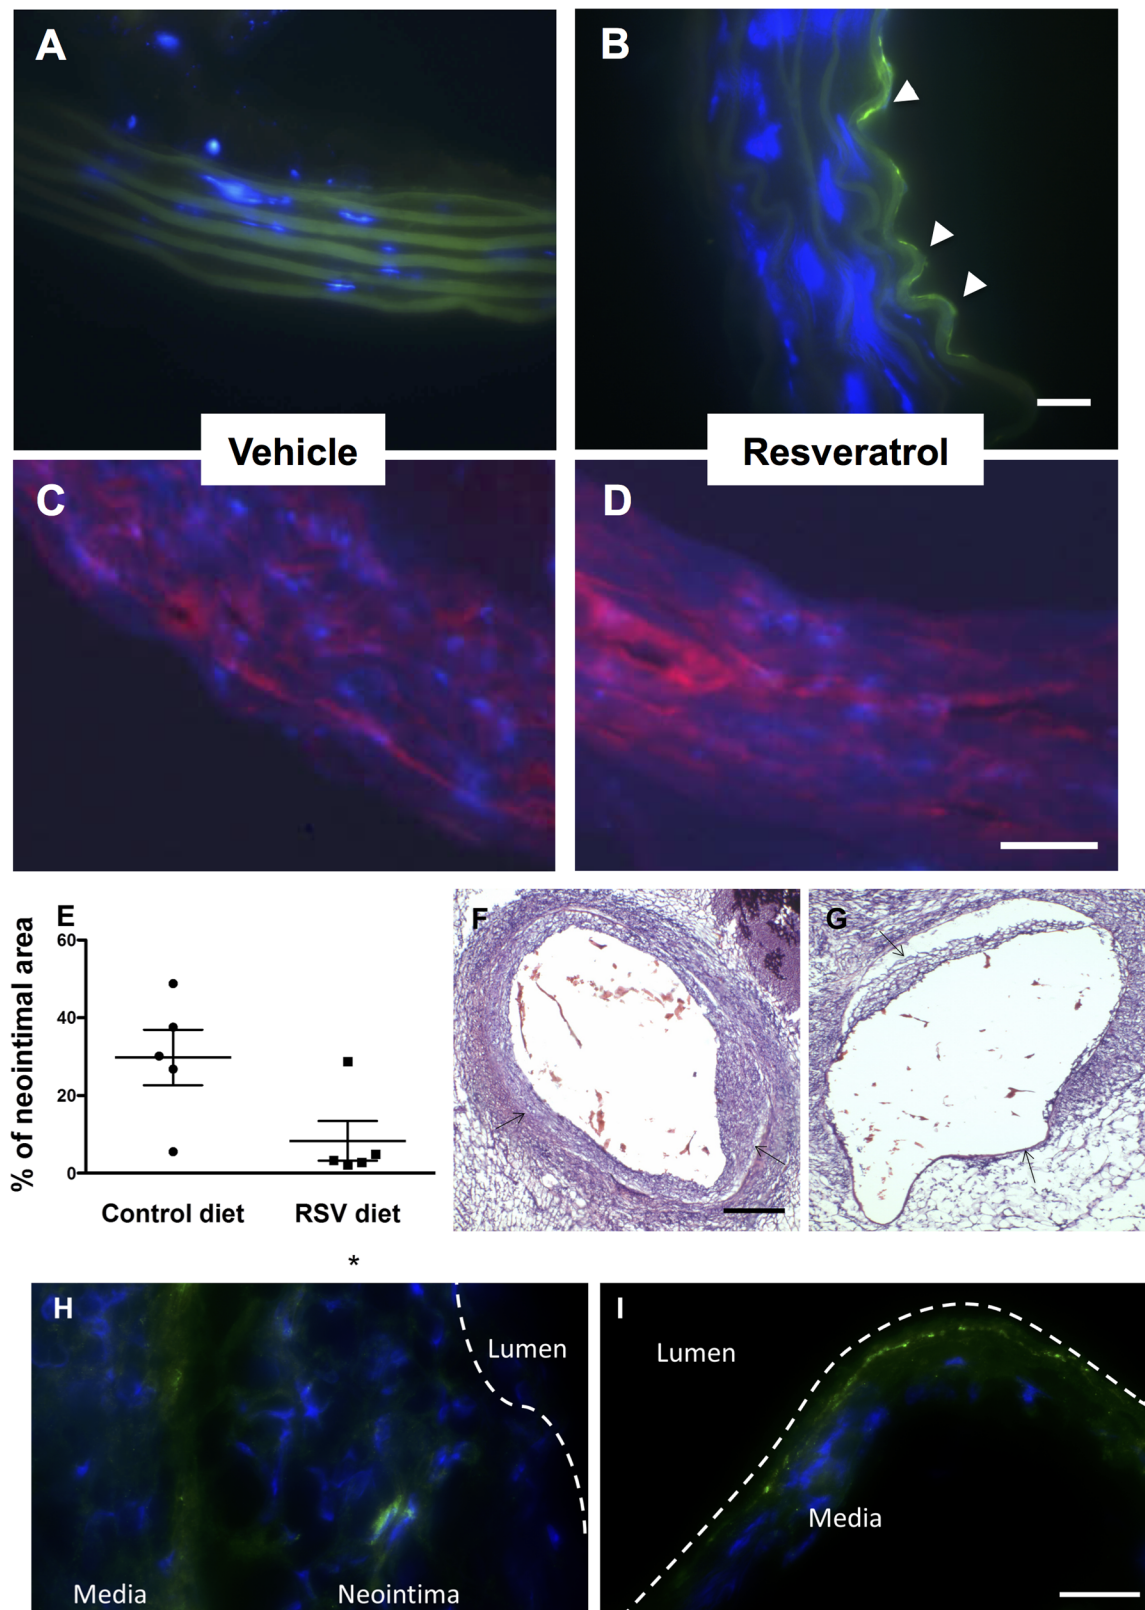 A
B
Vehicle
Resveratrol
C
D
E
F
G
% of neointimal area
60
40
20
0
Control diet
RSV diet
*
H
Lumen
Media
Neointima
I
Lumen
Media